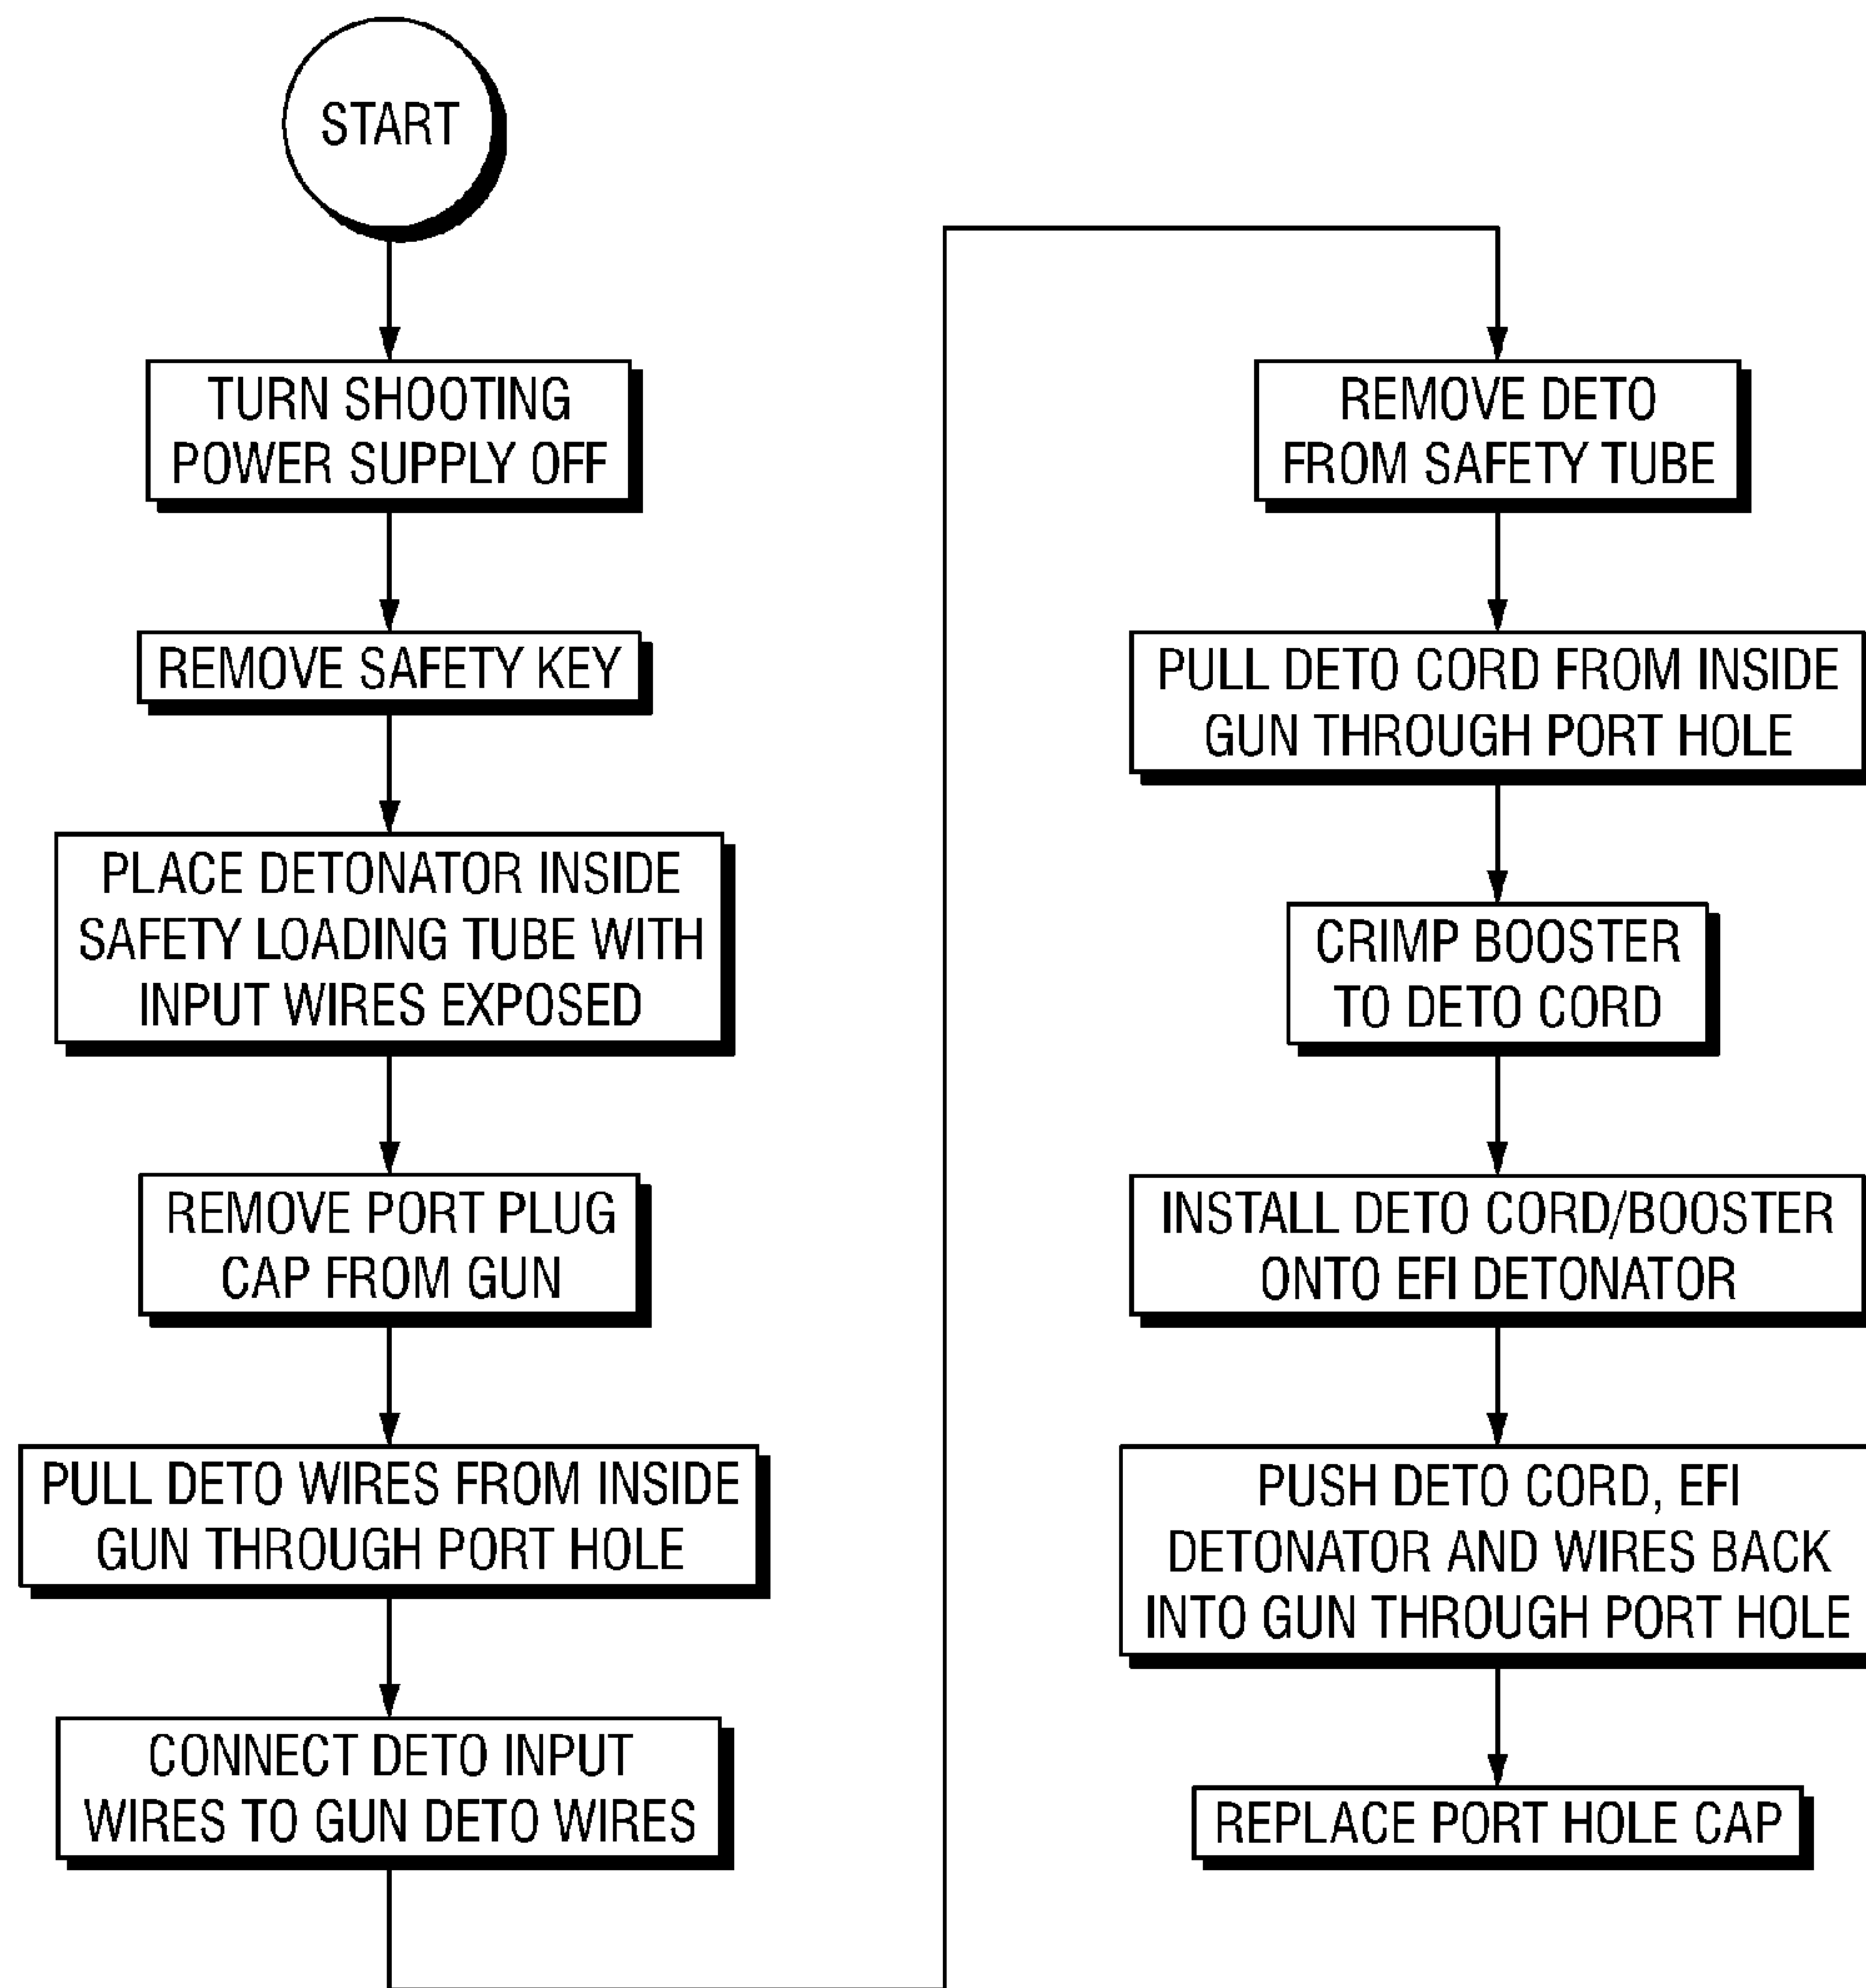 START
TURN SHOOTING
POWER SUPPLY OFF
REMOVE SAFETY KEY
PLACE DETONATOR INSIDE
SAFETY LOADING TUBE WITH
INPUT WIRES EXPOSED
REMOVE PORT PLUG
CAP FROM GUN
PULL DETO WIRES FROM INSIDE
GUN THROUGH PORT HOLE
CONNECT DETO INPUT
WIRES TO GUN DETO WIRES
REMOVE DETO
FROM SAFETY TUBE
PULL DETO CORD FROM INSIDE
GUN THROUGH PORT HOLE
CRIMP BOOSTER
TO DETO CORD
INSTALL DETO CORD/BOOSTER
ONTO EFI DETONATOR
PUSH DETO CORD, EFI
DETONATOR AND WIRES BACK
INTO GUN THROUGH PORT HOLE
REPLACE PORT HOLE CAP